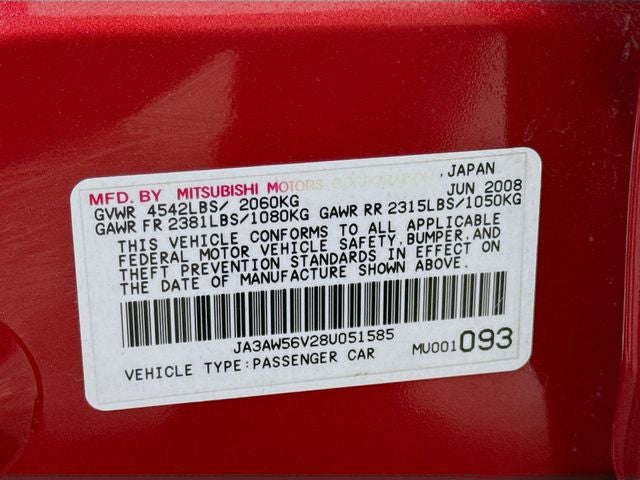 MFD. BY MITSUBISHI MOTORS CORPORATION, JAPAN
GVWR 4542LBS/ 2060KG JUN 2008
GAWR FR 2381LBS/1080KG GAWR RR 2315LBS/1050KG
THIS VEHICLE CONFORMS TO ALL APPLICABLE
FEDERAL MOTOR VEHICLE SAFETY, BUMPER, AND
THEFT PREVENTION STANDARDS IN EFFECT ON
THE DATE OF MANUFACTURE SHOWN ABOVE.
JA3AW56V28U051585
VEHICLE TYPE:PASSENGER CAR MU001 093